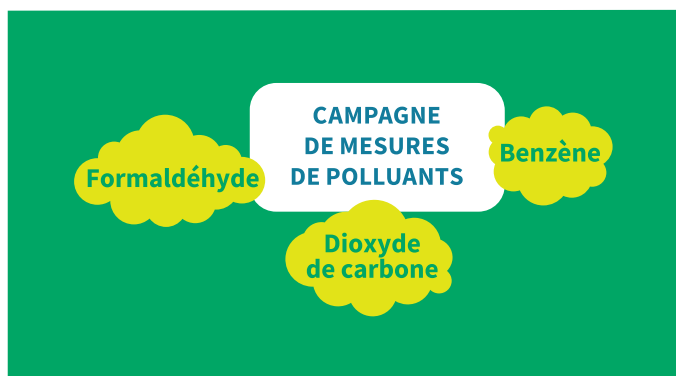 CAMPAGNE
DE MESURES
DE POLLUANTS
Formaldéhyde
Benzène
Dioxyde
de carbone